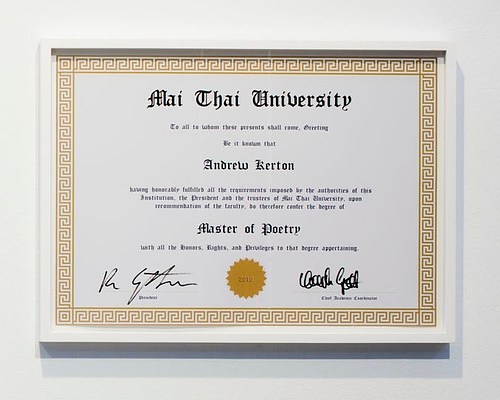 Mai Thai University
To all to whom these presents shall come, Greeting
Be it known that
Andrew Kerton
having honorably fulfilled all the requirements imposed by the authorities of this
Institution, the President and the trustees of Mai Thai University, upon
recommendation of the faculty, do therefore confer the degree of
Master of Poetry
with all the Honors, Rights, and Privileges to that degree appertaining.
President
Chief Academic Coordinator